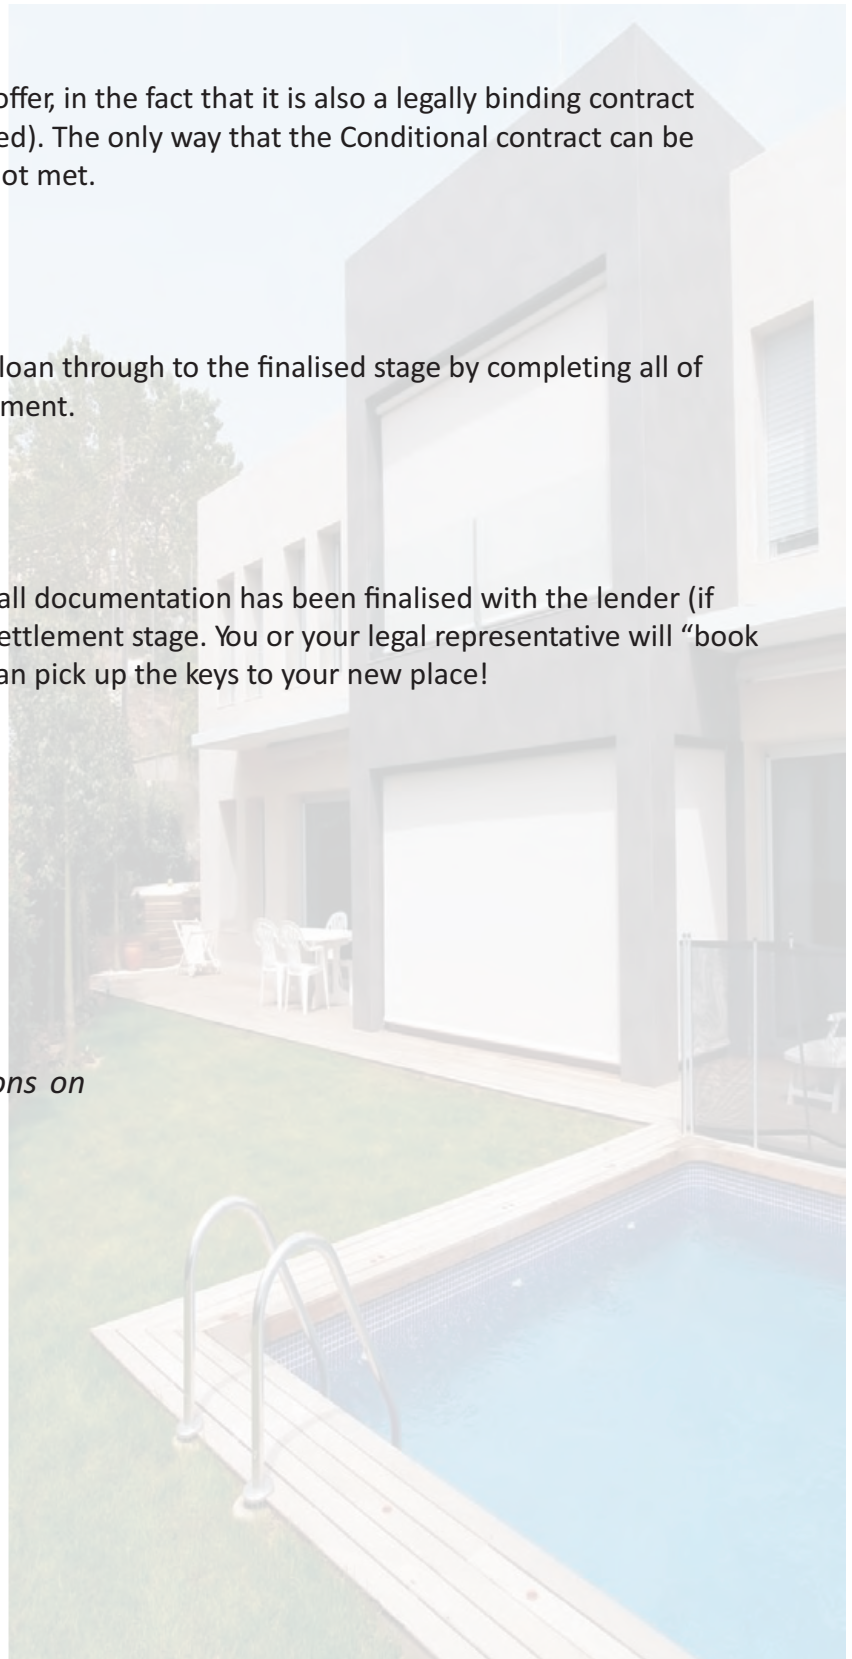 offer, in the fact that it is also a legally binding contract
ed). The only way that the Conditional contract can be
ot met.
loan through to the finalised stage by completing all of
ment.
all documentation has been finalised with the lender (if
ettlement stage. You or your legal representative will “book
an pick up the keys to your new place!
ons on